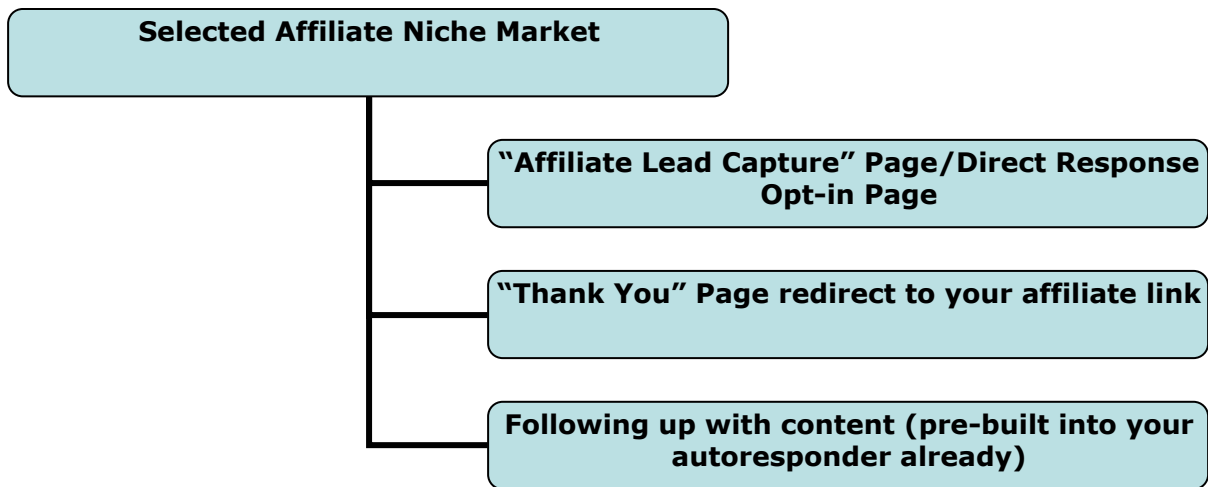 Selected Affiliate Niche Market
“Affiliate Lead Capture” Page/Direct Response
Opt-in Page
“Thank You” Page redirect to your affiliate link
Following up with content (pre-built into your
autoresponder already)